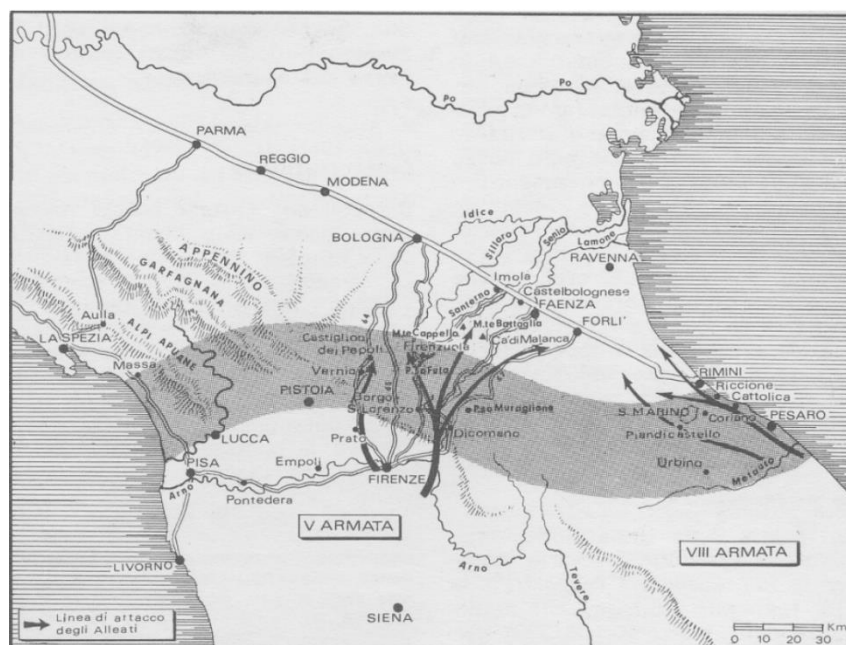 Po
Po
PARMA
REGGIO
MODENA
BOLOGNA
Idice
Sillaro
Senio
Lamone
RAVENNA
Imola
Santerno
Castelbolognese
FAENZA
FORLI'
APPENNINO
GARFAGNANA
ALPI APUANE
Aulla
LA SPEZIA
Massa
44
M.te Cappello
M.te Battaglia
Ca di Malanca
Castiglion
dei Pepoli
Firenzuola
P.so Futa
Vernio
PISTOIA
Borgo
S. Lorenzo
P.so Muraglione
Dicomano
RIMINI
Riccione
Cattolica
S. MARINO
Coriano
PESARO
Piandicastello
Urbino
Metauro
LUCCA
Prato
PISA
Empoli
FIRENZE
Arno
Pontedera
V ARMATA
VIII ARMATA
Arno
Tevere
LIVORNO
SIENA
Linea di attacco
degli Alleati
0 10 20 30 Km